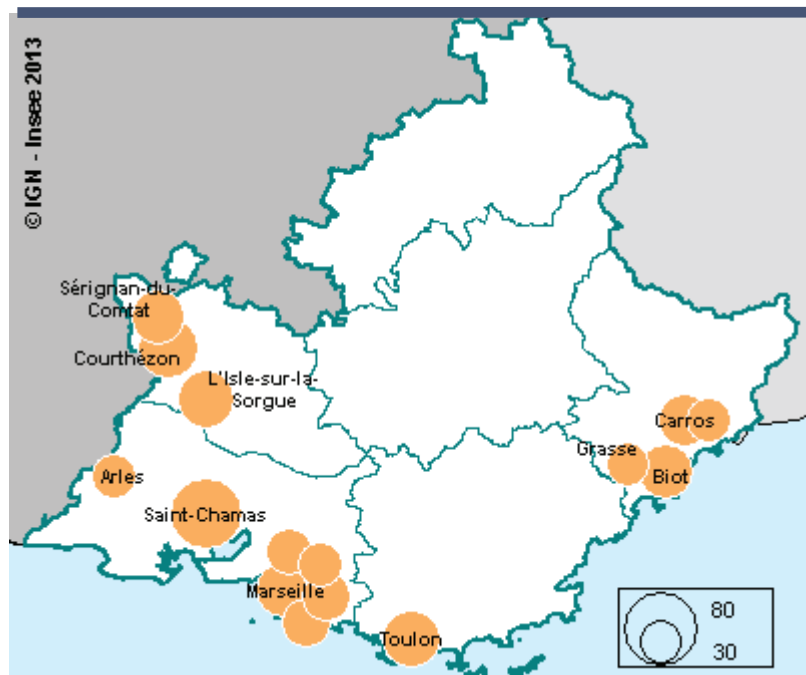 © IGN - Insee 2013
Sérignan-du-
Comtat
Courthézon
L'Isle-sur-la-
Sorgue
Carros
Grasse
Biot
Arles
Saint-Chamas
Marseille
Toulon
80
30